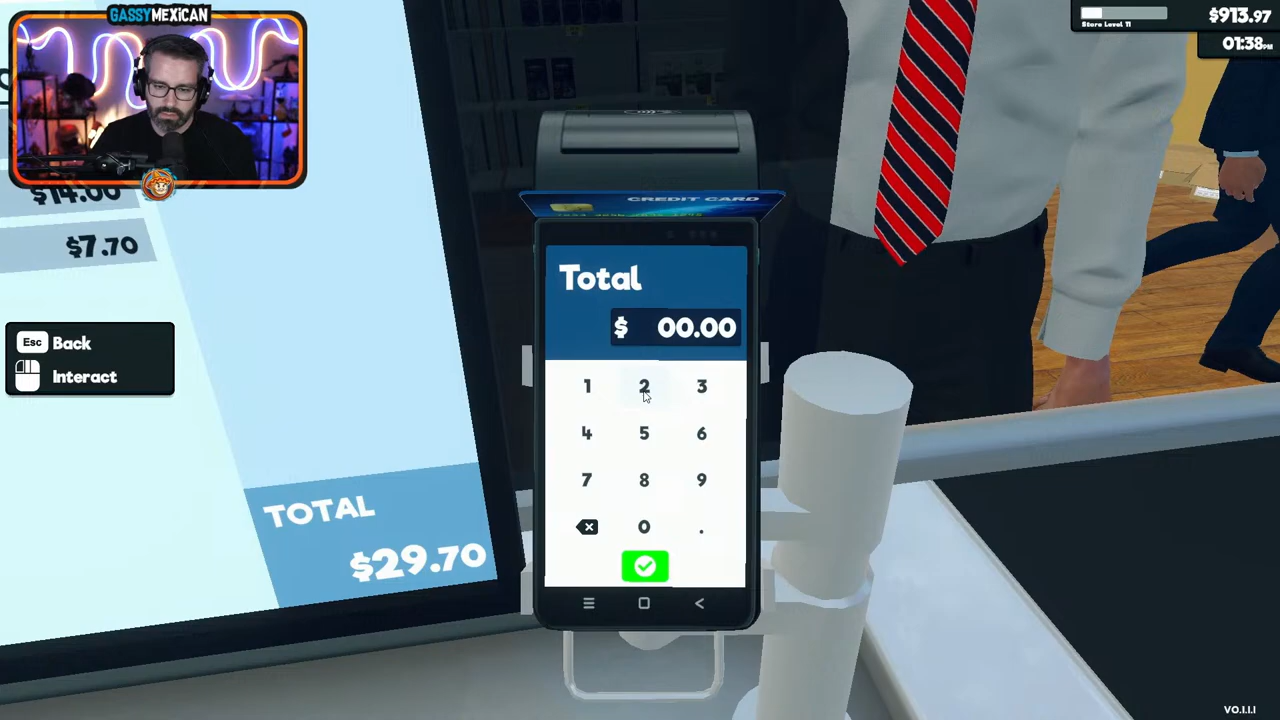 GASSYMEXICAN
$913.97
Store Level 11
01:38PM
$14.00
$7.70
CREDIT CARD
Total
$ 00.00
Esc Back
Interact
1 2 3
4 5 6
7 8 9
0 .
TOTAL
$29.70
V0.1.1.1